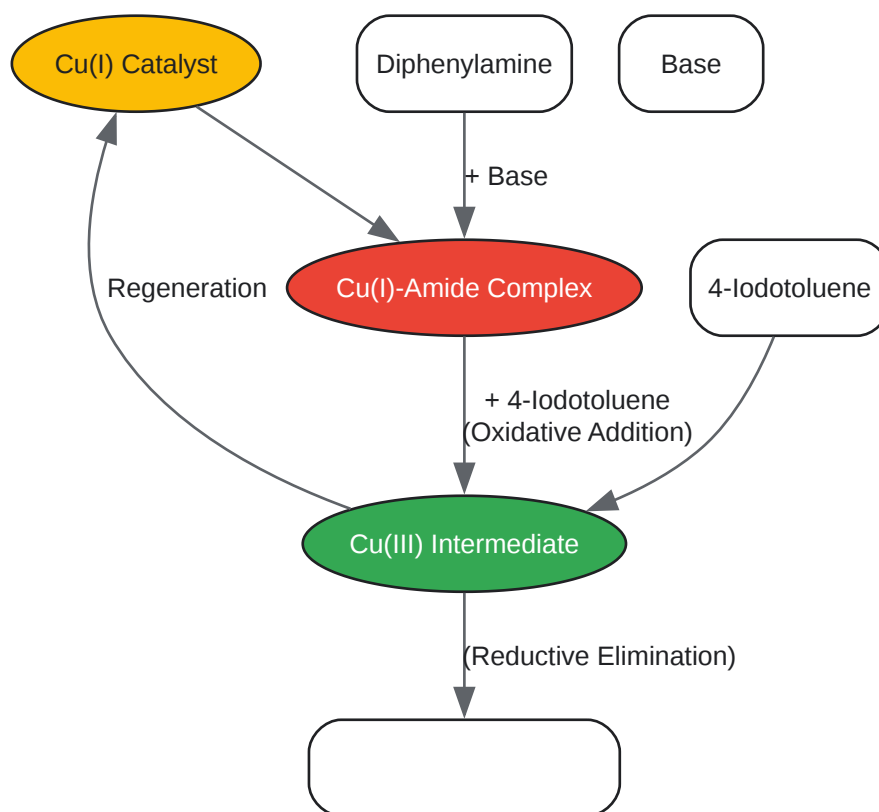 Cu(I) Catalyst
Diphenylamine
Base
+ Base
Regeneration
Cu(I)-Amide Complex
4-Iodotoluene
+ 4-Iodotoluene
(Oxidative Addition)
Cu(III) Intermediate
(Reductive Elimination)